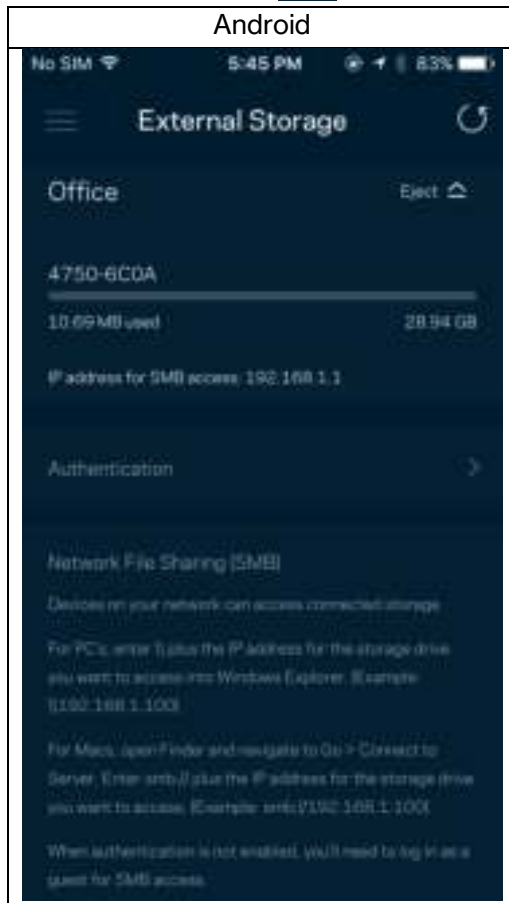 Android
No SIM 5:45 PM 83%
External Storage
Office Eject
4750-6C0A
10.69 MB used 28.94 GB
IP address for SMB access: 192.168.1.1
Authentication
Network File Sharing (SMB)
Devices on your network can access connected storage
For PC's, enter \\ plus the IP address for the storage drive
you want to access into Windows Explorer. (Example:
\\192.168.1.100)
For Macs, open Finder and navigate to Go > Connect to
Server. Enter smb:// plus the IP address for the storage drive
you want to access. (Example: smb://192.168.1.100)
When authentication is not enabled, you'll need to log in as a
guest for SMB access.